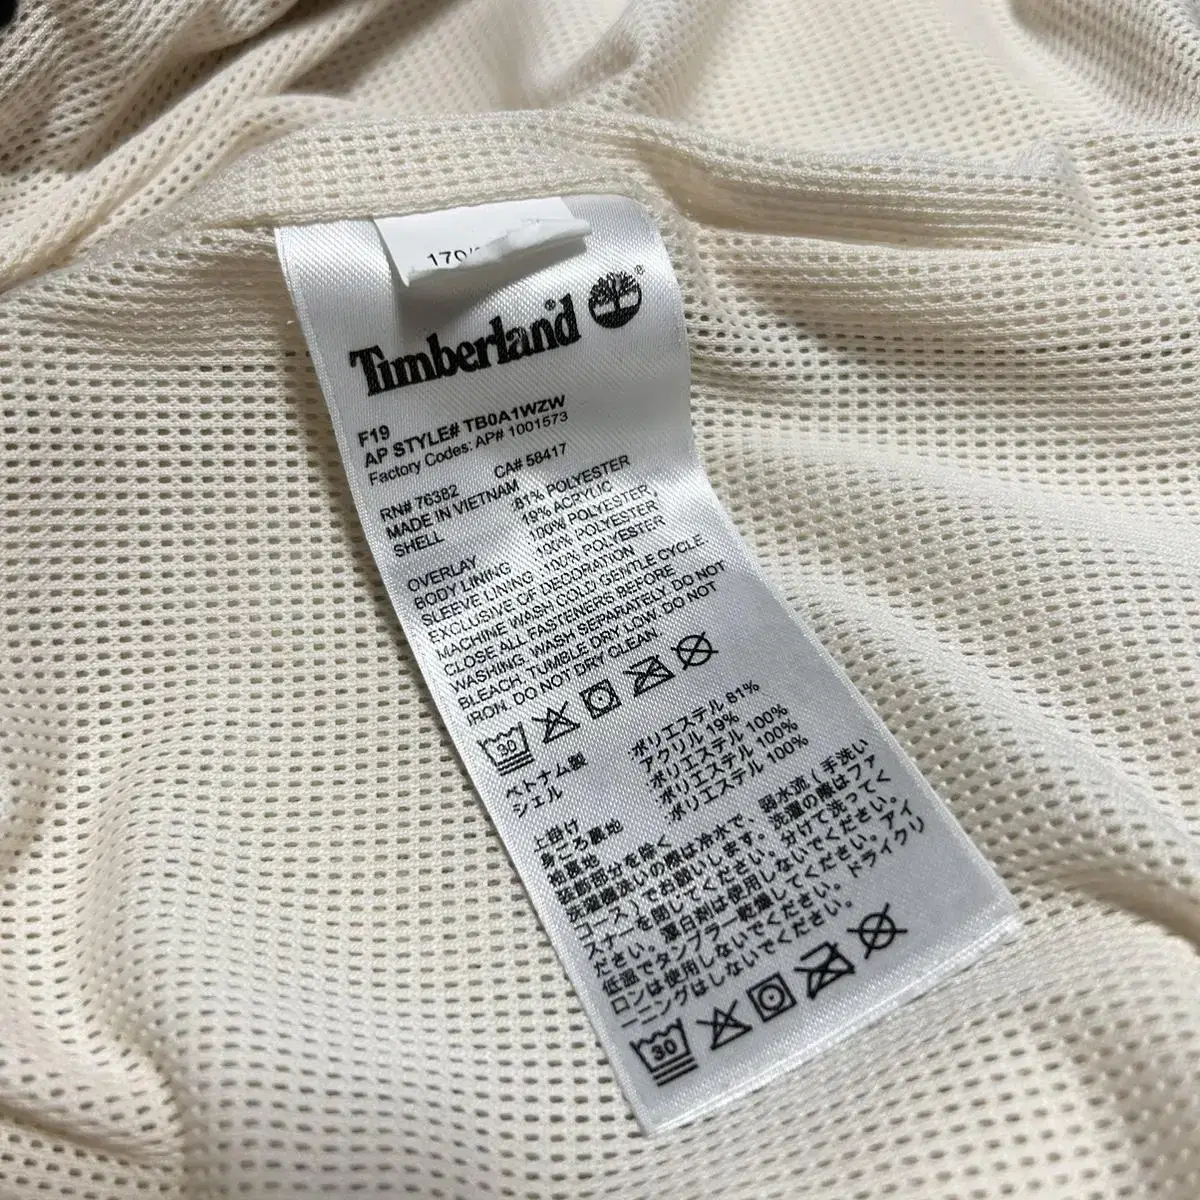 170/
Timberland®
F19
AP STYLE# TB0A1WZW
Factory Codes: AP# 1001573
RN# 76382 CA# 58417
MADE IN VIETNAM
SHELL :81% POLYESTER
19% ACRYLIC
OVERLAY :100% POLYESTER
BODY LINING :100% POLYESTER
SLEEVE LINING :100% POLYESTER
EXCLUSIVE OF DECORATION
MACHINE WASH COLD, GENTLE CYCLE.
CLOSE ALL FASTENERS BEFORE
WASHING. WASH SEPARATELY.DO NOT
BLEACH. TUMBLE DRY LOW. DO NOT
IRON. DO NOT DRY CLEAN.
30
ベトナム製
シェル :ポリエステル 81%
アクリル 19%
上掛け :ポリエステル 100%
身ごろ裏地 :ポリエステル 100%
袖裏地 :ポリエステル 100%
装飾部分を除く
洗濯機洗いの際は冷水で、弱水流(手洗い
コース)でお願いします。洗濯の際はファ
スナーを閉じてください。分けて洗ってく
ださい。漂白剤は使用しないでください。
低温でタンブラー乾燥してください。アイ
ロンは使用しないでください。ドライクリ
ーニングはしないでください。
30